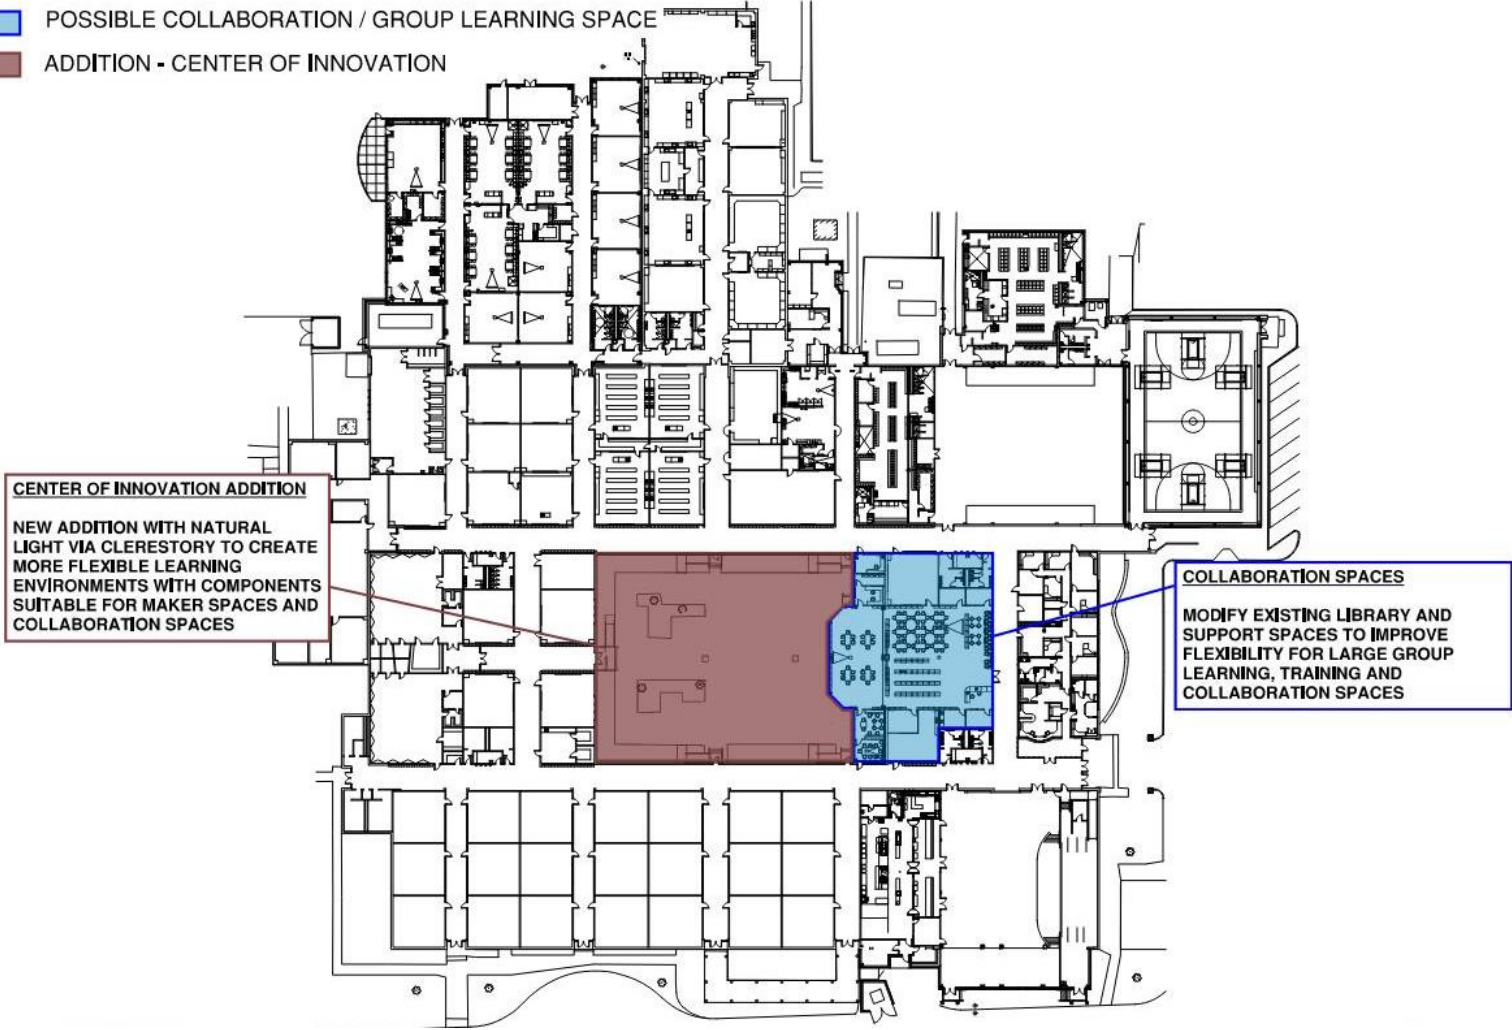 POSSIBLE COLLABORATION / GROUP LEARNING SPACE
ADDITION - CENTER OF INNOVATION
CENTER OF INNOVATION ADDITION
NEW ADDITION WITH NATURAL
LIGHT VIA CLERESTORY TO CREATE
MORE FLEXIBLE LEARNING
ENVIRONMENTS WITH COMPONENTS
SUITABLE FOR MAKER SPACES AND
COLLABORATION SPACES
COLLABORATION SPACES
MODIFY EXISTING LIBRARY AND
SUPPORT SPACES TO IMPROVE
FLEXIBILITY FOR LARGE GROUP
LEARNING, TRAINING AND
COLLABORATION SPACES